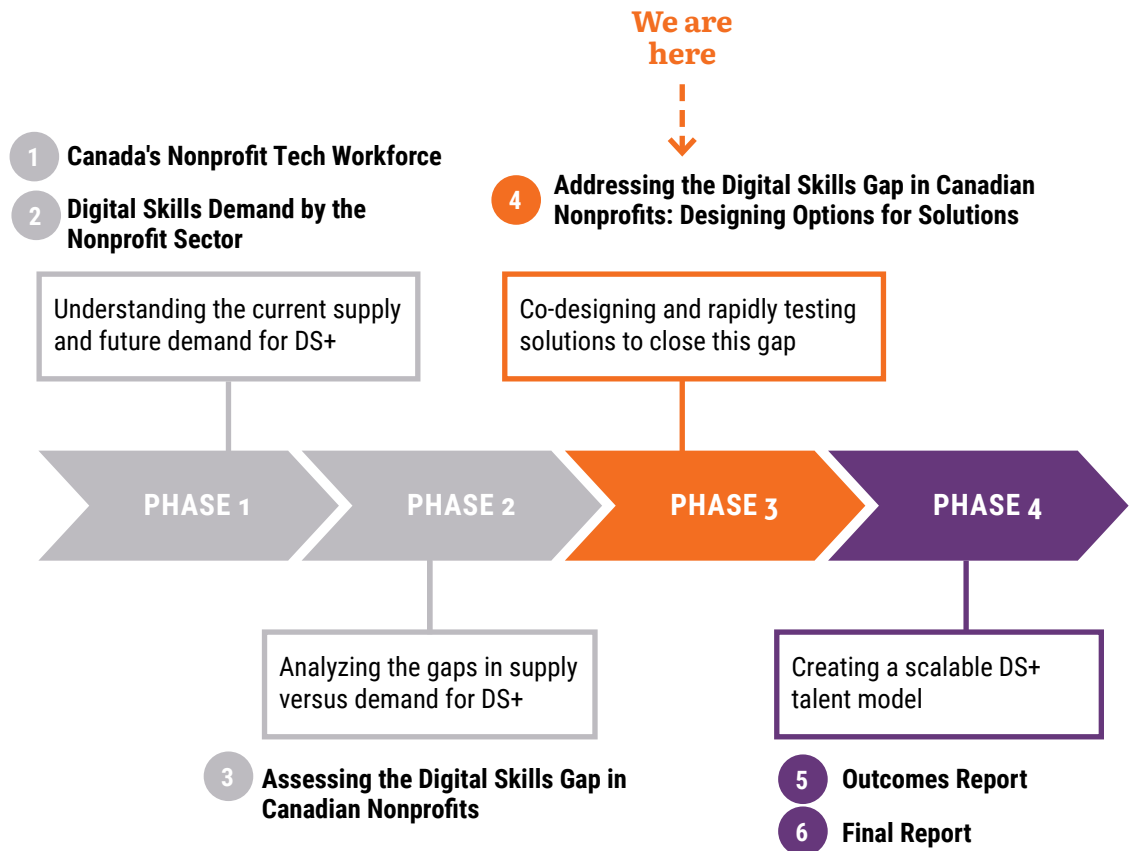 We are
here
1
Canada's Nonprofit Tech Workforce
2
Digital Skills Demand by the
Nonprofit Sector
4
Addressing the Digital Skills Gap in Canadian
Nonprofits: Designing Options for Solutions
Understanding the current supply
and future demand for DS+
Co-designing and rapidly testing
solutions to close this gap
PHASE 1
PHASE 2
PHASE 3
PHASE 4
Analyzing the gaps in supply
versus demand for DS+
Creating a scalable DS+
talent model
3
Assessing the Digital Skills Gap in
Canadian Nonprofits
5
Outcomes Report
6
Final Report